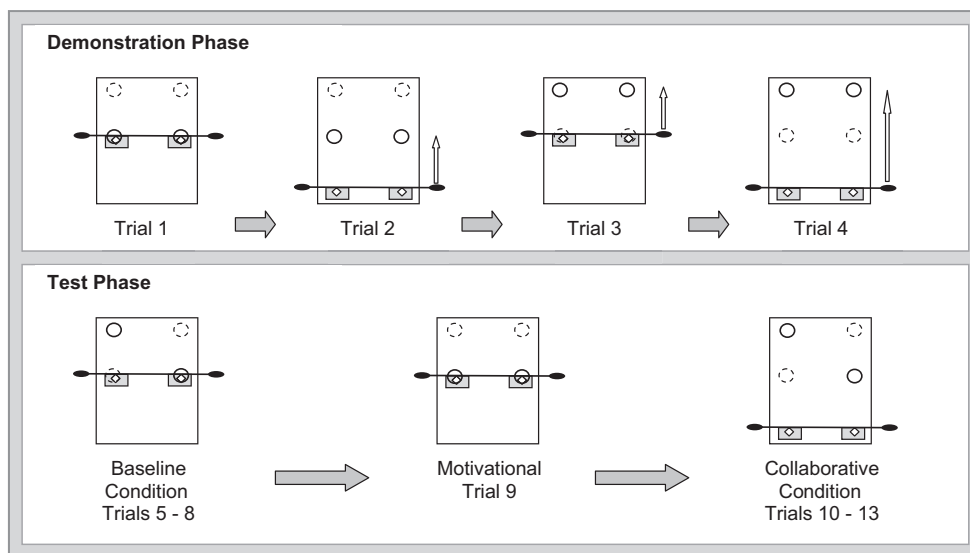 Demonstration Phase
Trial 1
Trial 2
Trial 3
Trial 4
Test Phase
Baseline
Condition
Trials 5 - 8
Motivational
Trial 9
Collaborative
Condition
Trials 10 - 13